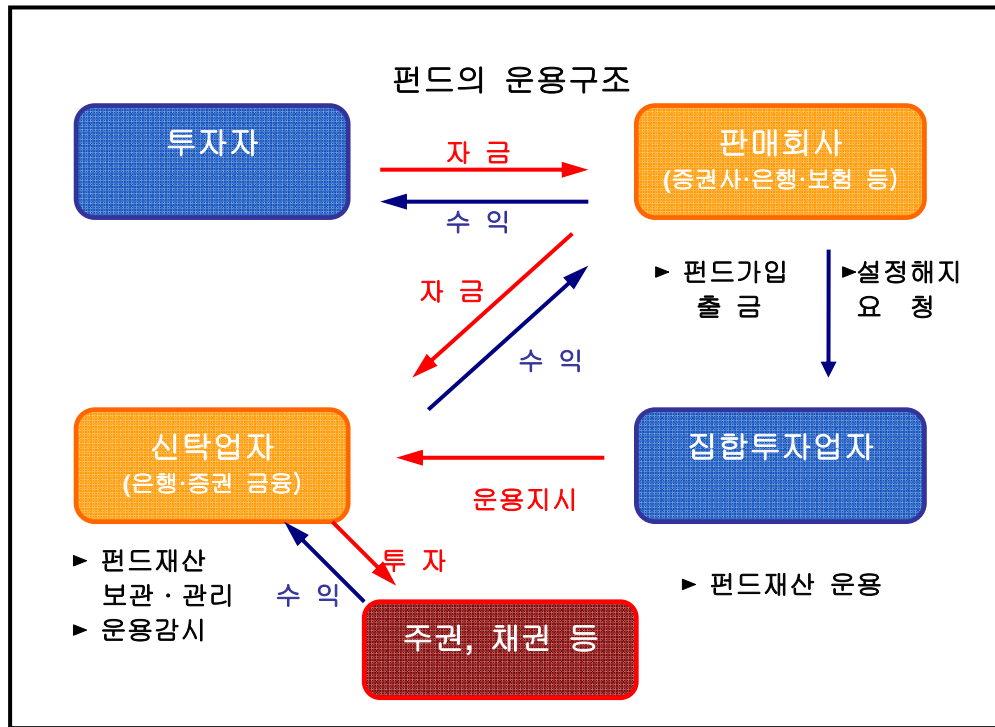 펀드의 운용구조
투자자
자 금
수 익
판매회사
(증권사·은행·보험 등)
► 펀드가입
출 금
►설정해지
요 청
자 금
수 익
신탁업자
(은행·증권 금융)
운용지시
집합투자업자
► 펀드재산
보관·관리
► 운용감시
수 익
투 자
► 펀드재산 운용
주권, 채권 등